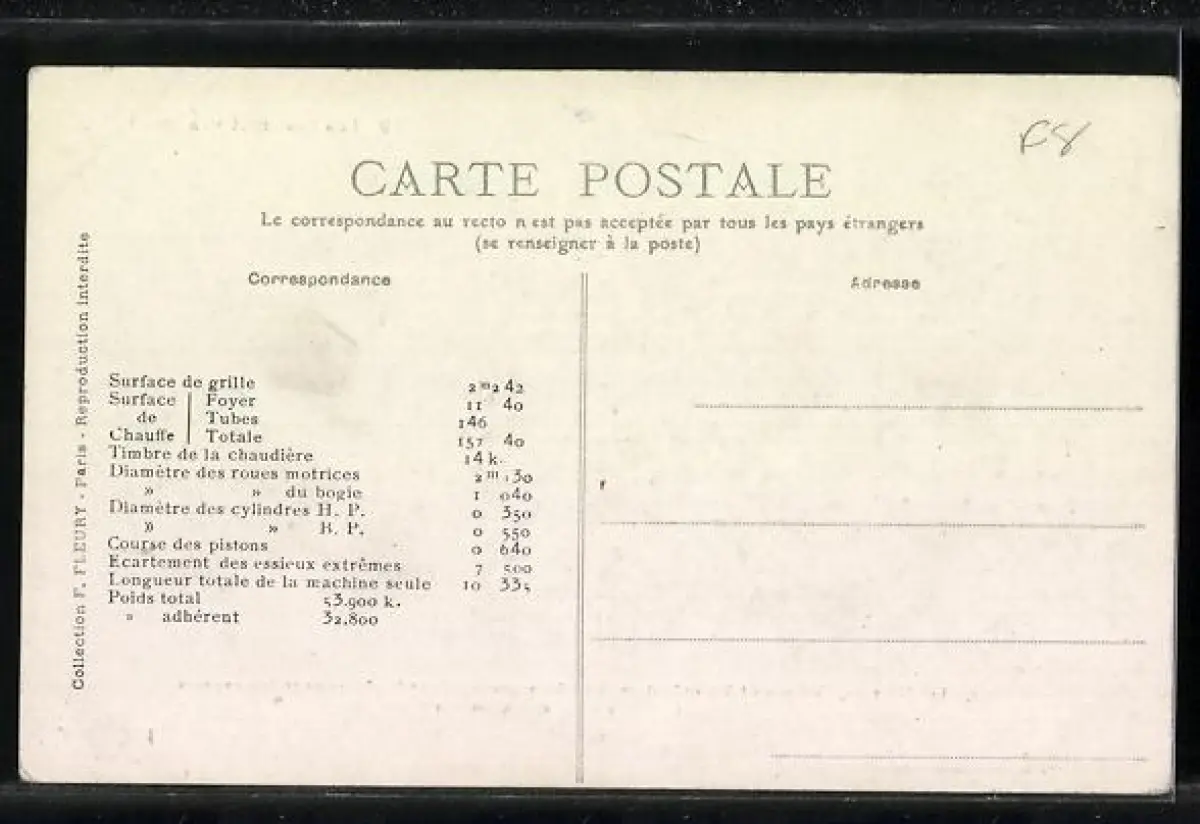 F8
CARTE POSTALE
Le correspondance au recto n est pas acceptée par tous les pays étrangers
(se renseigner à la poste)
Correspondance
Adresse
Collection F. FLEURY - Paris - Reproduction interdite
Surface de grille 2 m2 42
Surface | Foyer 11 40
de | Tubes 146
Chauffe | Totale 157 40
Timbre de la chaudière 14 k.
Diamètre des roues motrices 2 m 130
» » du bogie 1 040
Diamètre des cylindres H. P. 0 350
» » B. P. 0 550
Course des pistons 0 640
Ecartement des essieux extrêmes 7 500
Longueur totale de la machine seule 10 335
Poids total 53.900 k.
» adhérent 32.800